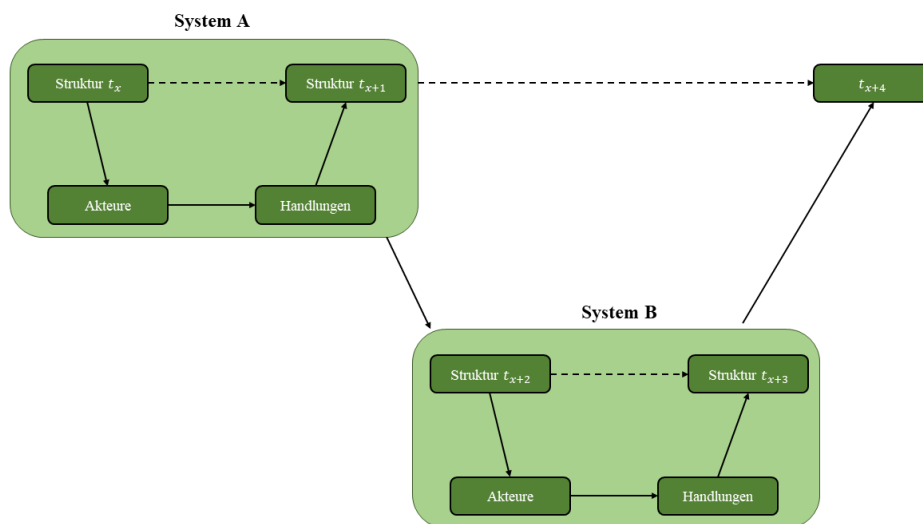 System A
Struktur tₓ
Struktur tₓ₊₁
tₓ₊₄
Akteure
Handlungen
System B
Struktur tₓ₊₂
Struktur tₓ₊₃
Akteure
Handlungen